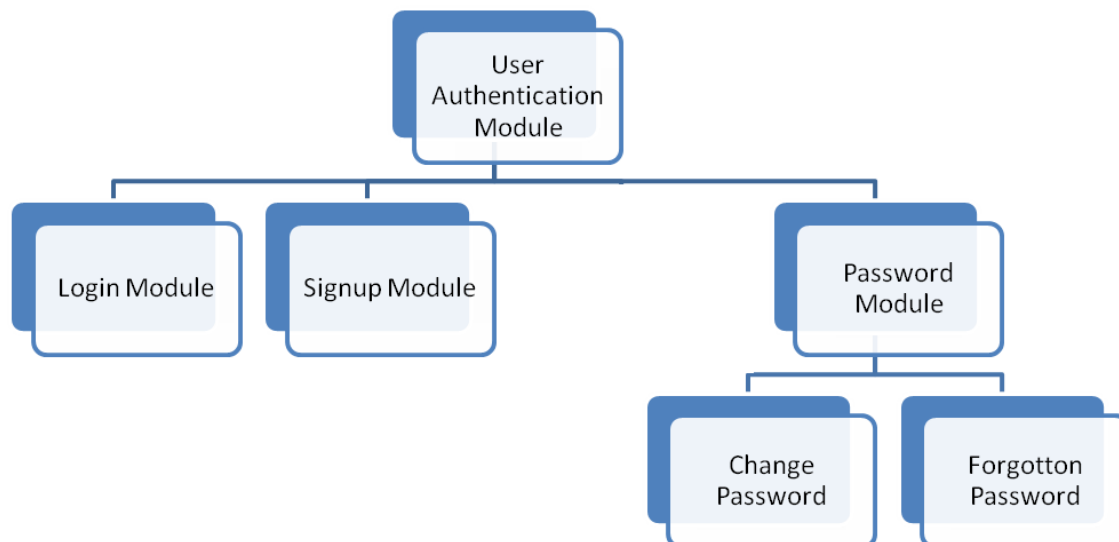 User
Authentication
Module
Login Module
Signup Module
Password
Module
Change
Password
Forgotton
Password